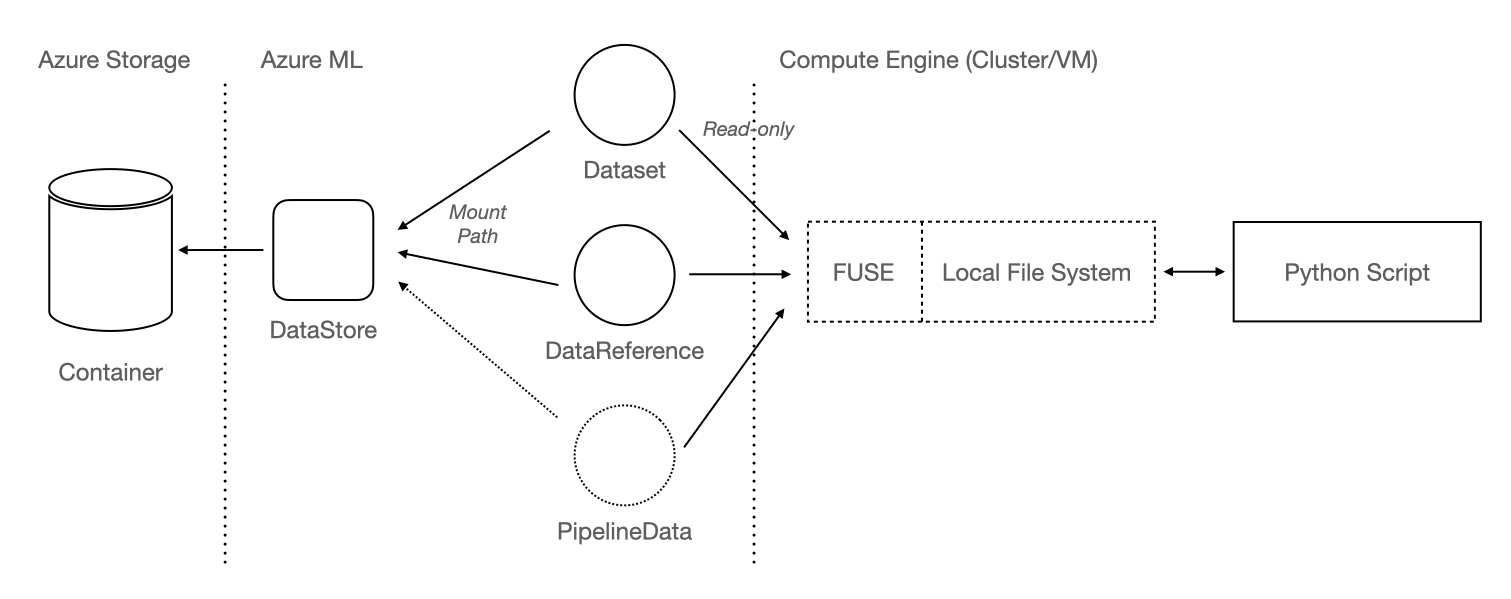 Azure Storage
Azure ML
Compute Engine (Cluster/VM)
Read-only
Dataset
Mount
Path
FUSE
Local File System
Python Script
DataStore
DataReference
Container
PipelineData